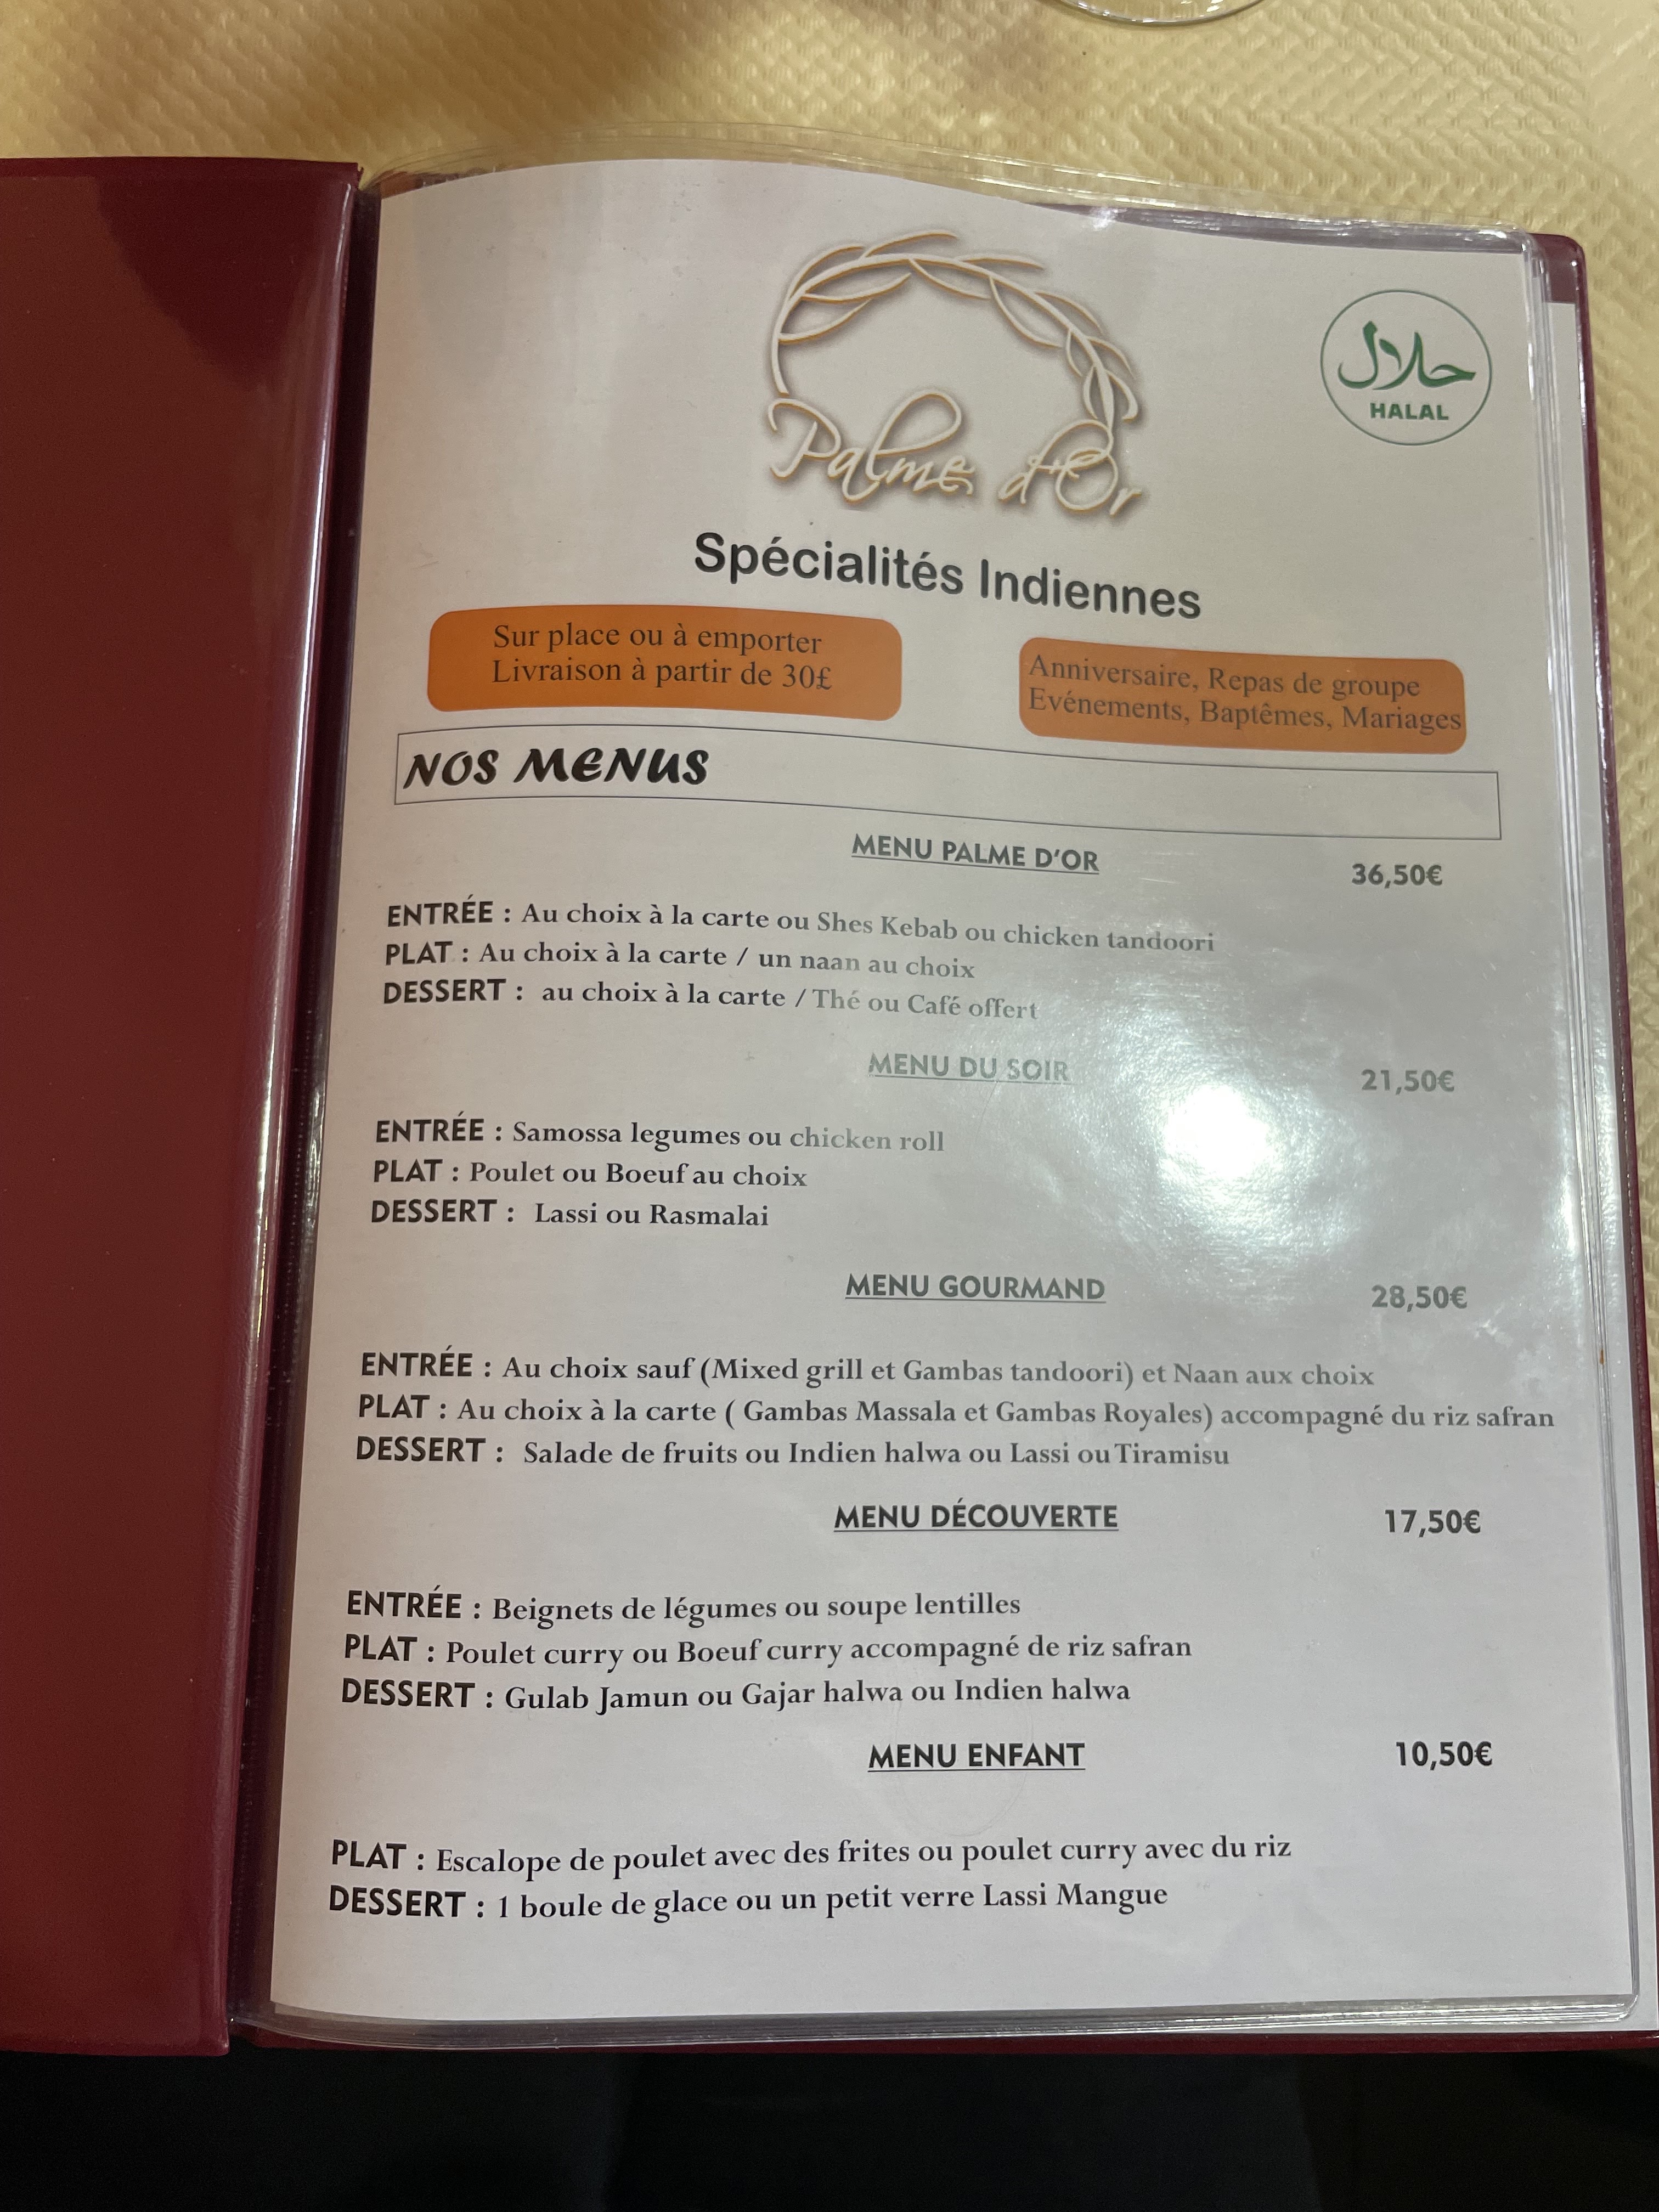 Palme d'Or
حلال
HALAL
Spécialités Indiennes
Sur place ou à emporter
Livraison à partir de 30£
Anniversaire, Repas de groupe
Evénements, Baptêmes, Mariages
NOS MENUS
MENU PALME D'OR 36,50€
ENTRÉE : Au choix à la carte ou Shes Kebab ou chicken tandoori
PLAT : Au choix à la carte / un naan au choix
DESSERT : au choix à la carte / Thé ou Café offert
MENU DU SOIR 21,50€
ENTRÉE : Samossa legumes ou chicken roll
PLAT : Poulet ou Boeuf au choix
DESSERT : Lassi ou Rasmalai
MENU GOURMAND 28,50€
ENTRÉE : Au choix sauf (Mixed grill et Gambas tandoori) et Naan aux choix
PLAT : Au choix à la carte ( Gambas Massala et Gambas Royales) accompagné du riz safran
DESSERT : Salade de fruits ou Indien halwa ou Lassi ou Tiramisu
MENU DÉCOUVERTE 17,50€
ENTRÉE : Beignets de légumes ou soupe lentilles
PLAT : Poulet curry ou Boeuf curry accompagné de riz safran
DESSERT : Gulab Jamun ou Gajar halwa ou Indien halwa
MENU ENFANT 10,50€
PLAT : Escalope de poulet avec des frites ou poulet curry avec du riz
DESSERT : 1 boule de glace ou un petit verre Lassi Mangue